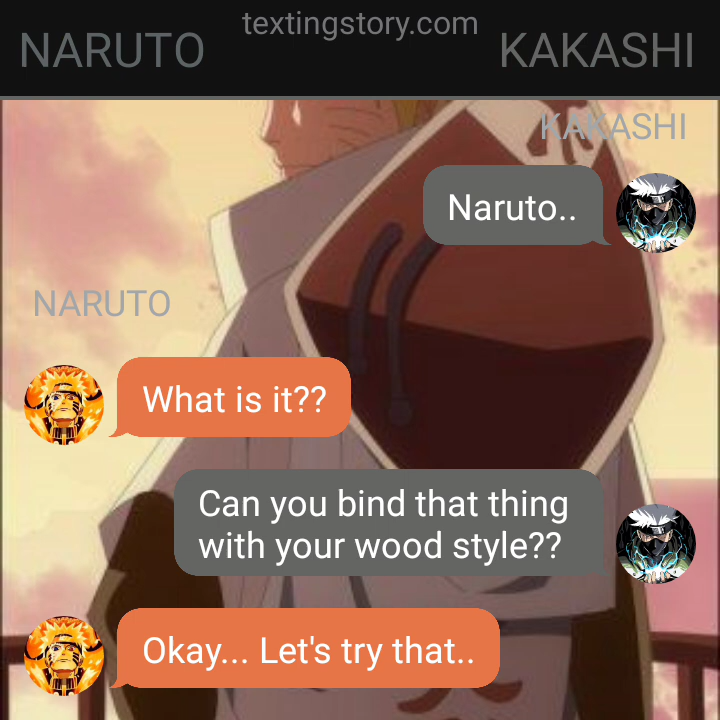 textingstory.com
NARUTO
KAKASHI
KAKASHI
Naruto..
NARUTO
What is it??
Can you bind that thing
with your wood style??
Okay... Let's try that..